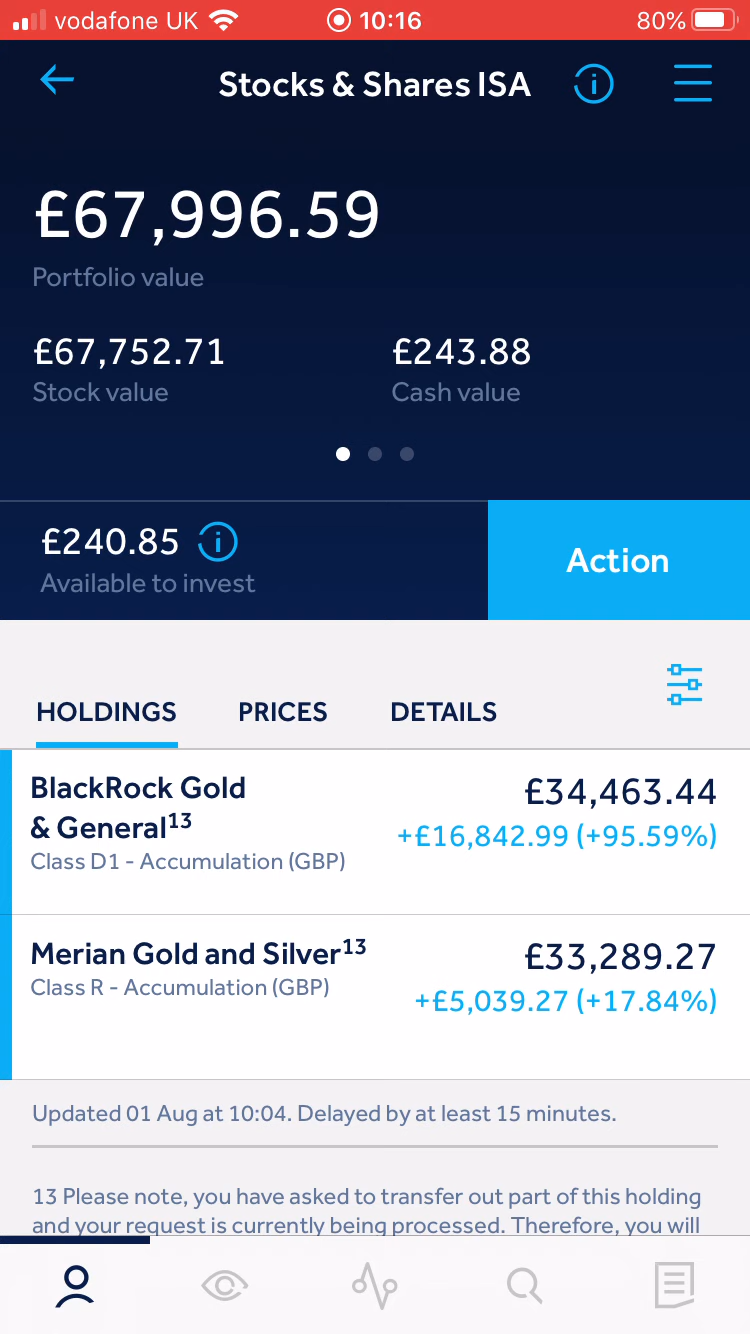 vodafone UK 10:16 80%
Stocks & Shares ISA
£67,996.59
Portfolio value
£67,752.71 £243.88
Stock value Cash value
£240.85
Available to invest
Action
HOLDINGS PRICES DETAILS
BlackRock Gold £34,463.44
& General13 +£16,842.99 (+95.59%)
Class D1 - Accumulation (GBP)
Merian Gold and Silver13 £33,289.27
Class R - Accumulation (GBP) +£5,039.27 (+17.84%)
Updated 01 Aug at 10:04. Delayed by at least 15 minutes.
13 Please note, you have asked to transfer out part of this holding
and your request is currently being processed. Therefore, you will